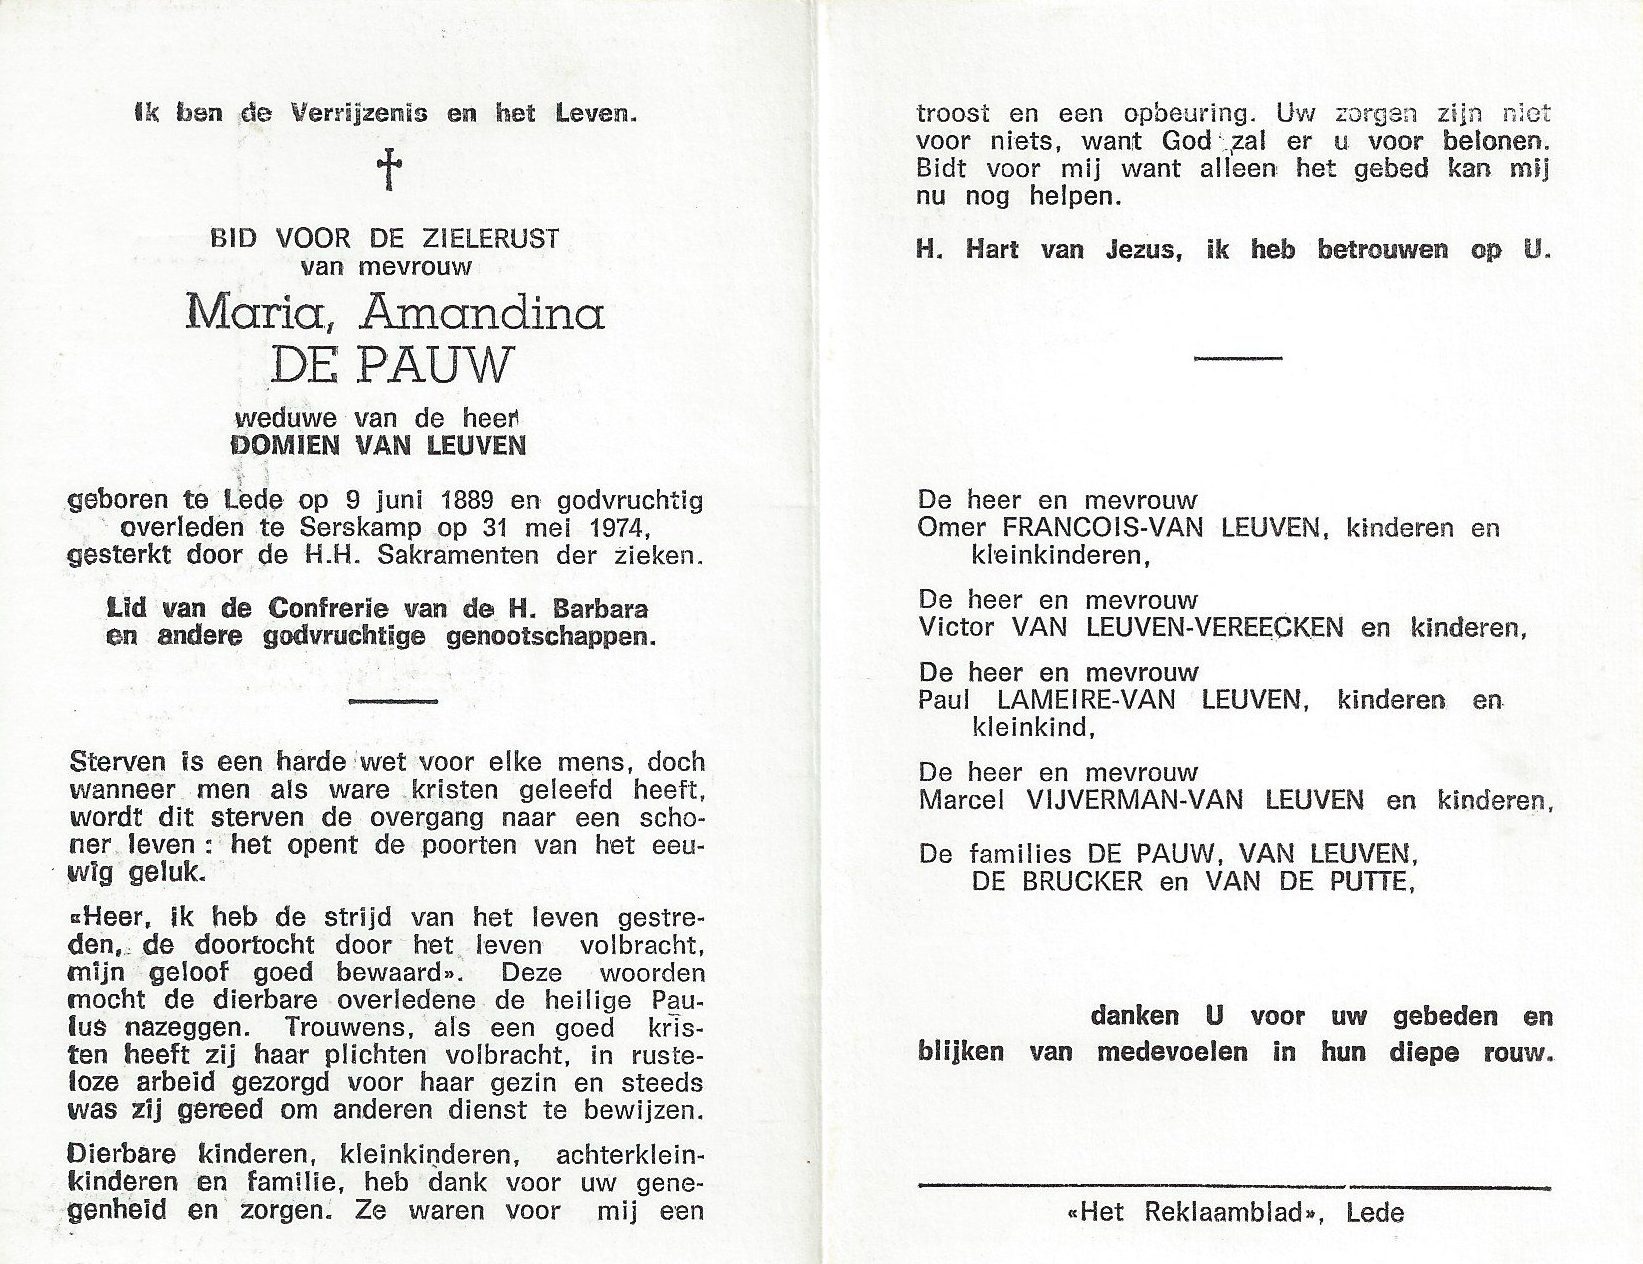 Ik ben de Verrijzenis en het Leven.
BID VOOR DE ZIELERUST
van mevrouw
Maria, Amandina
DE PAUW
weduwe van de heer
DOMIEN VAN LEUVEN
geboren te Lede op 9 juni 1889 en godvruchtig
overleden te Serskamp op 31 mei 1974,
gesterkt door de H.H. Sakramenten der zieken.
Lid van de Confrerie van de H. Barbara
en andere godvruchtige genootschappen.
Sterven is een harde wet voor elke mens, doch
wanneer men als ware kristen geleefd heeft,
wordt dit sterven de overgang naar een scho-
ner leven : het opent de poorten van het eeu-
wig geluk.
«Heer, ik heb de strijd van het leven gestre-
den, de doortocht door het leven volbracht,
mijn geloof goed bewaard». Deze woorden
mocht de dierbare overledene de heilige Pau-
lus nazeggen. Trouwens, als een goed kris-
ten heeft zij haar plichten volbracht, in ruste-
loze arbeid gezorgd voor haar gezin en steeds
was zij gereed om anderen dienst te bewijzen.
Dierbare kinderen, kleinkinderen, achterklein-
kinderen en familie, heb dank voor uw gene-
genheid en zorgen. Ze waren voor mij een
troost en een opbeuring. Uw zorgen zijn niet
voor niets, want God zal er u voor belonen.
Bidt voor mij want alleen het gebed kan mij
nu nog helpen.
H. Hart van Jezus, ik heb betrouwen op U.
De heer en mevrouw
Omer FRANCOIS-VAN LEUVEN, kinderen en
kleinkinderen,
De heer en mevrouw
Victor VAN LEUVEN-VEREECKEN en kinderen,
De heer en mevrouw
Paul LAMEIRE-VAN LEUVEN, kinderen en
kleinkind,
De heer en mevrouw
Marcel VIJVERMAN-VAN LEUVEN en kinderen,
De families DE PAUW, VAN LEUVEN,
DE BRUCKER en VAN DE PUTTE,
danken U voor uw gebeden en
blijken van medevoelen in hun diepe rouw.
«Het Reklaamblad», Lede